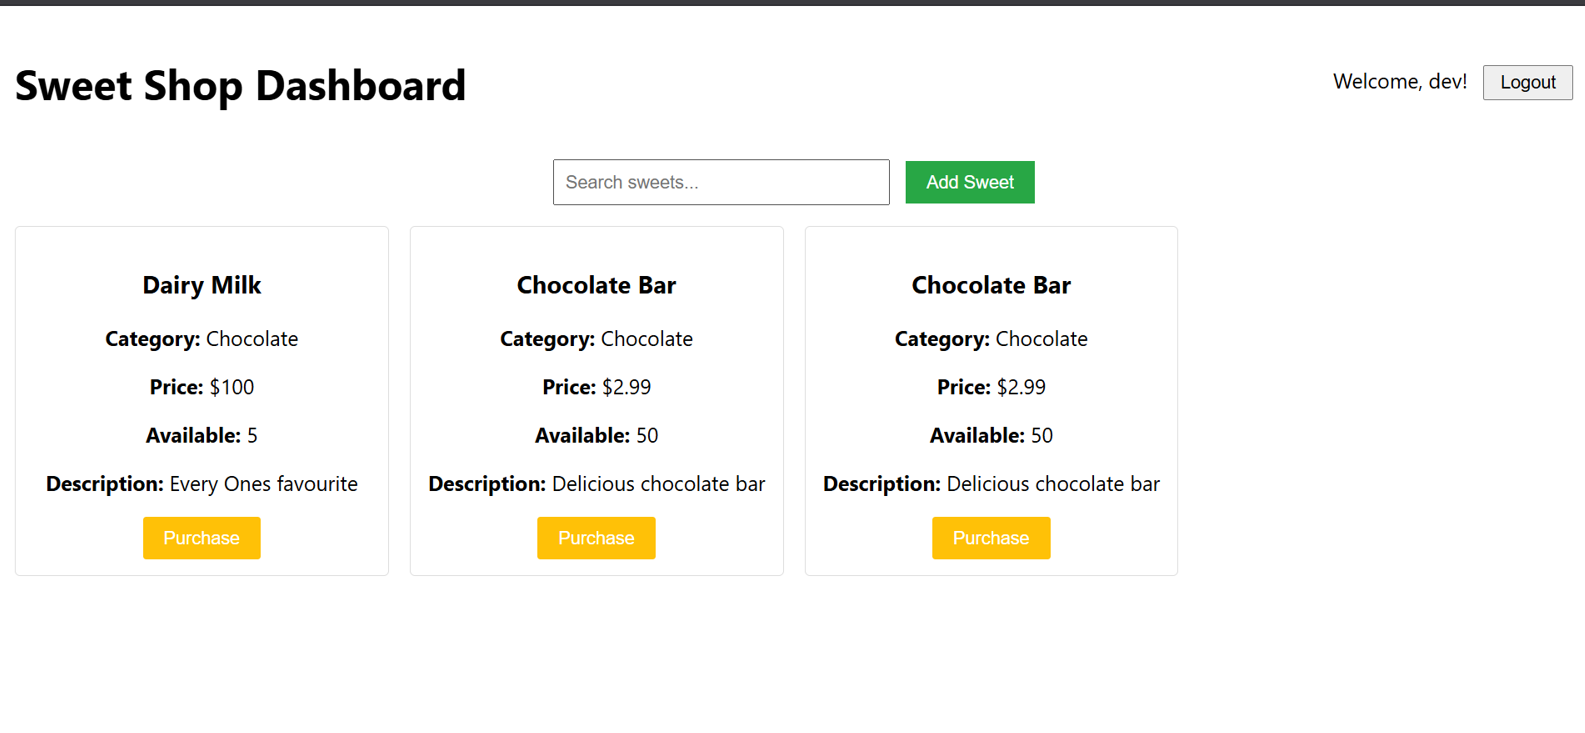 Sweet Shop Dashboard
Welcome, dev!
Logout
Search sweets...
Add Sweet
Dairy Milk
Category: Chocolate
Price: $100
Available: 5
Description: Every Ones favourite
Purchase
Chocolate Bar
Category: Chocolate
Price: $2.99
Available: 50
Description: Delicious chocolate bar
Purchase
Chocolate Bar
Category: Chocolate
Price: $2.99
Available: 50
Description: Delicious chocolate bar
Purchase